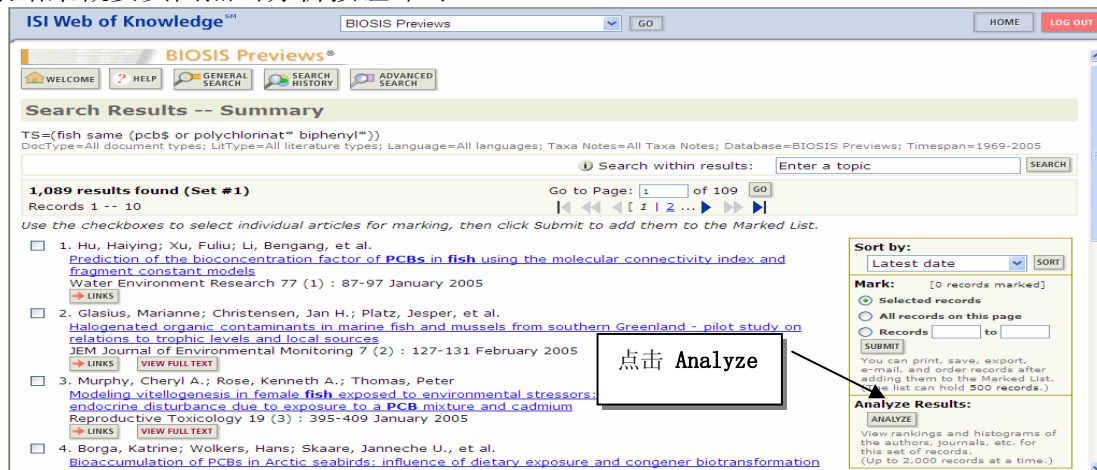 ISI Web of Knowledge℠
BIOSIS Previews
GO
HOME
LOG OUT
BIOSIS Previews®
WELCOME
HELP
GENERAL SEARCH
SEARCH HISTORY
ADVANCED SEARCH
Search Results -- Summary
TS=(fish same (pcb$ or polychlorinat* biphenyl*))
DocType=All document types; LitType=All literature types; Language=All languages; Taxa Notes=All Taxa Notes; Database=BIOSIS Previews; Timespan=1969-2005
Search within results: Enter a topic SEARCH
1,089 results found (Set #1)
Go to Page: 1 of 109 GO
Records 1 -- 10
[ 1 | 2 ...
Use the checkboxes to select individual articles for marking, then click Submit to add them to the Marked List.
1. Hu, Haiying; Xu, Fuliu; Li, Bengang, et al.
Prediction of the bioconcentration factor of PCBs in fish using the molecular connectivity index and
fragment constant models
Water Environment Research 77 (1) : 87-97 January 2005
LINKS
2. Glasius, Marianne; Christensen, Jan H.; Platz, Jesper, et al.
Halogenated organic contaminants in marine fish and mussels from southern Greenland - pilot study on
relations to trophic levels and local sources
JEM Journal of Environmental Monitoring 7 (2) : 127-131 February 2005
LINKS VIEW FULL TEXT
3. Murphy, Cheryl A.; Rose, Kenneth A.; Thomas, Peter
Modeling vitellogenesis in female fish exposed to environmental stressors:
endocrine disturbance due to exposure to a PCB mixture and cadmium
Reproductive Toxicology 19 (3) : 395-409 January 2005
LINKS VIEW FULL TEXT
4. Borga, Katrine; Wolkers, Hans; Skaare, Janneche U., et al.
Bioaccumulation of PCBs in Arctic seabirds: influence of dietary exposure and congener biotransformation
点击 Analyze
Sort by:
Latest date SORT
Mark: [0 records marked]
Selected records
All records on this page
Records to
SUBMIT
You can print, save, export,
e-mail, and order records after
adding them to the Marked List.
(The list can hold 500 records.)
Analyze Results:
ANALYZE
View rankings and histograms of
the authors, journals, etc. for
this set of records.
(Up to 2,000 records at a time.)